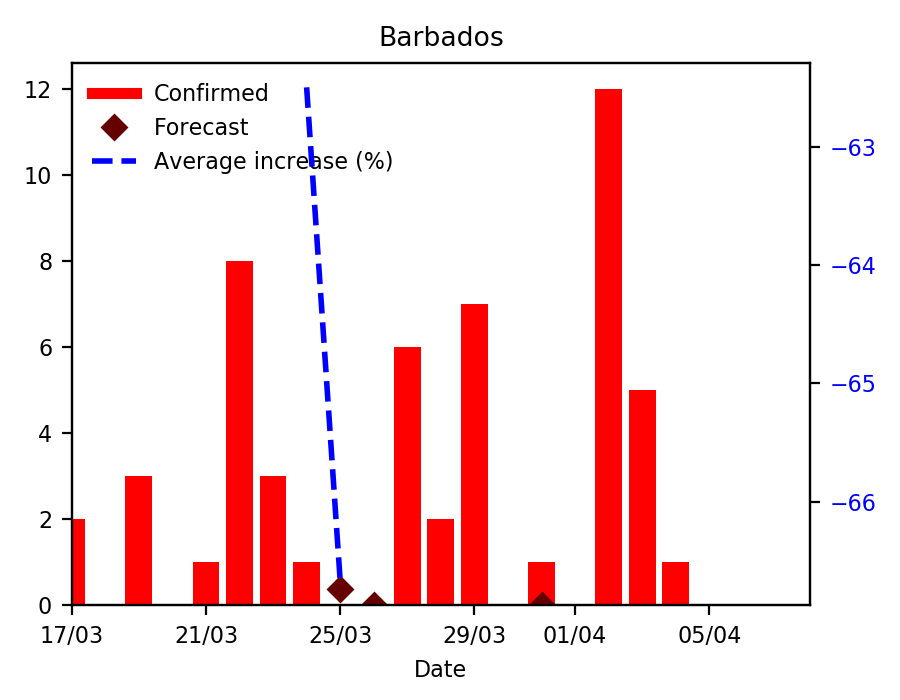 Barbados
Confirmed
Forecast
Average increase (%)
12
10
8
6
4
2
0
−63
−64
−65
−66
17/03 21/03 25/03 29/03 01/04 05/04
Date